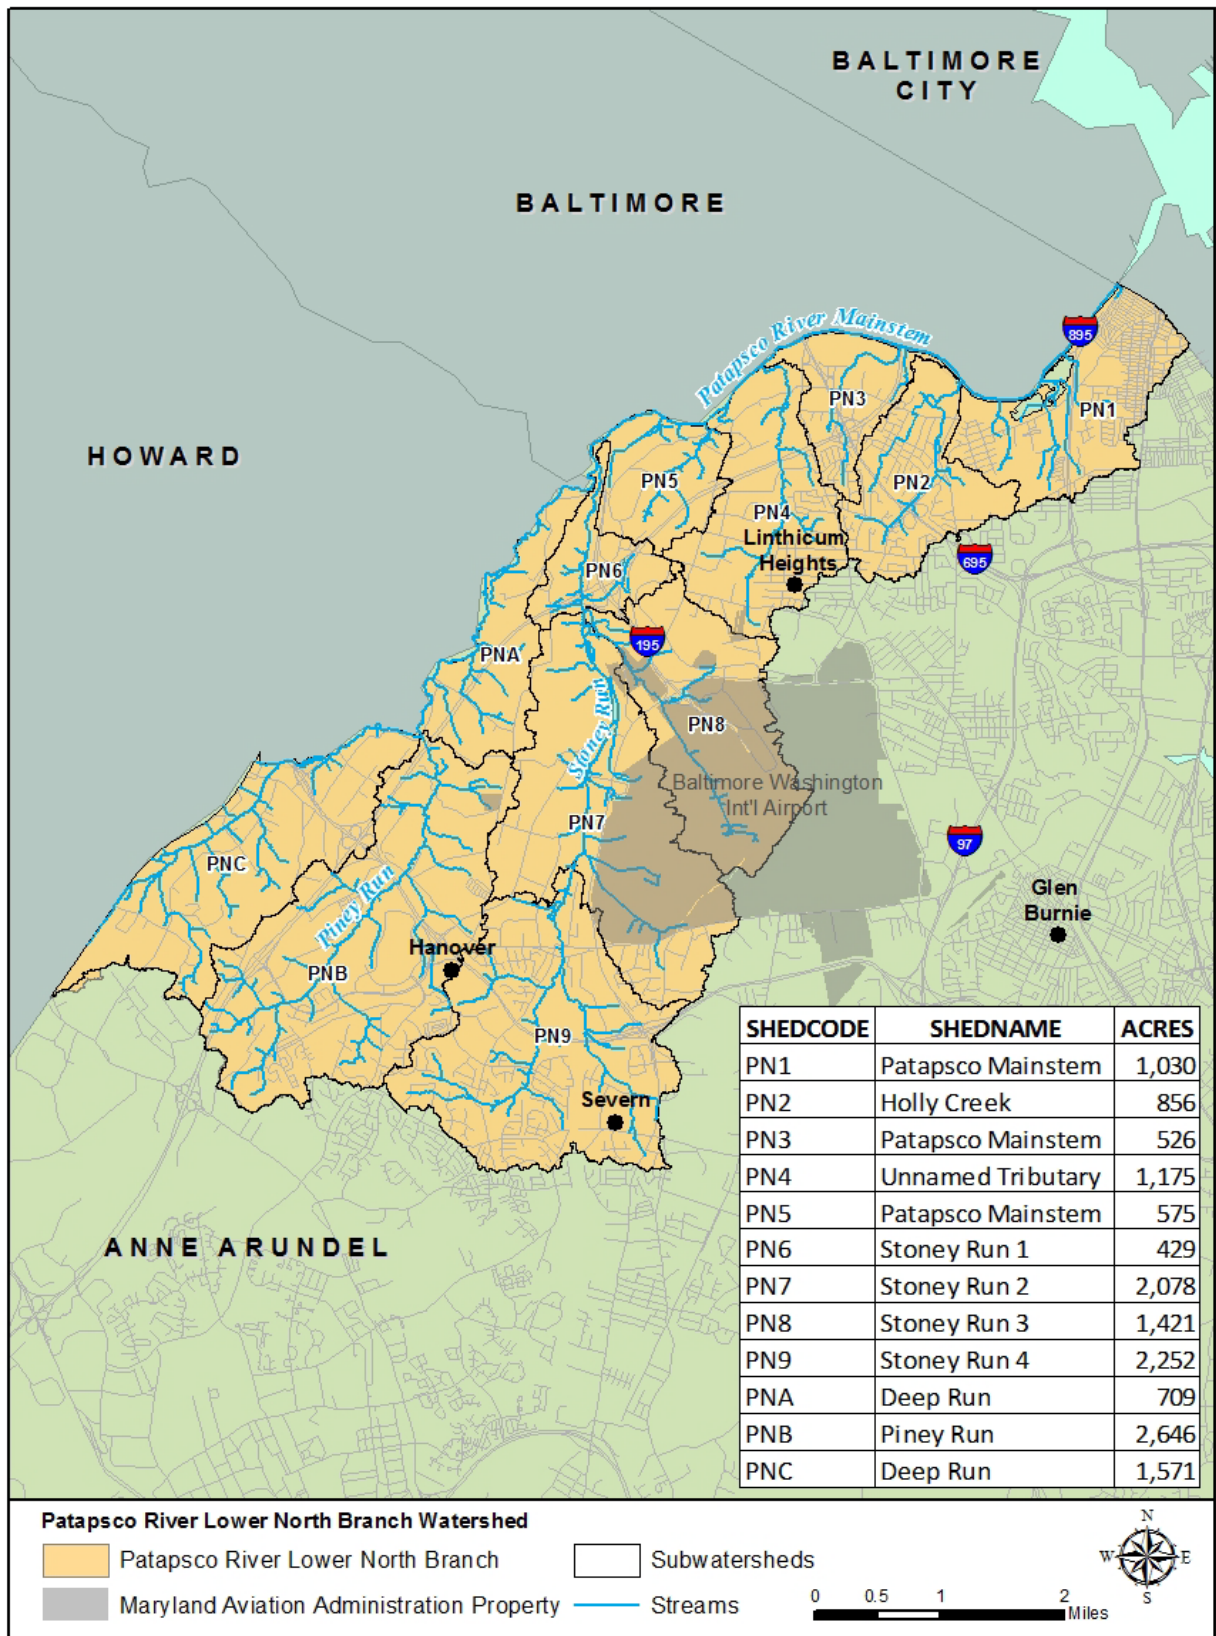 BALTIMORE
CITY
BALTIMORE
HOWARD
Patapsco River Mainstem
895
PN3
PN1
PN5
PN2
PN4
Linthicum
Heights
695
PN6
195
PNA
Stoney Run
PN8
Baltimore Washington
Int'l Airport
PN7
97
PNC
Piney Run
Glen
Burnie
Hanover
PNB
PN9
Severn
ANNE ARUNDEL
SHEDCODE SHEDNAME ACRES
PN1 Patapsco Mainstem 1,030
PN2 Holly Creek 856
PN3 Patapsco Mainstem 526
PN4 Unnamed Tributary 1,175
PN5 Patapsco Mainstem 575
PN6 Stoney Run 1 429
PN7 Stoney Run 2 2,078
PN8 Stoney Run 3 1,421
PN9 Stoney Run 4 2,252
PNA Deep Run 709
PNB Piney Run 2,646
PNC Deep Run 1,571
Patapsco River Lower North Branch Watershed
Patapsco River Lower North Branch Subwatersheds
Maryland Aviation Administration Property Streams
0 0.5 1 2
Miles
N
W E
S